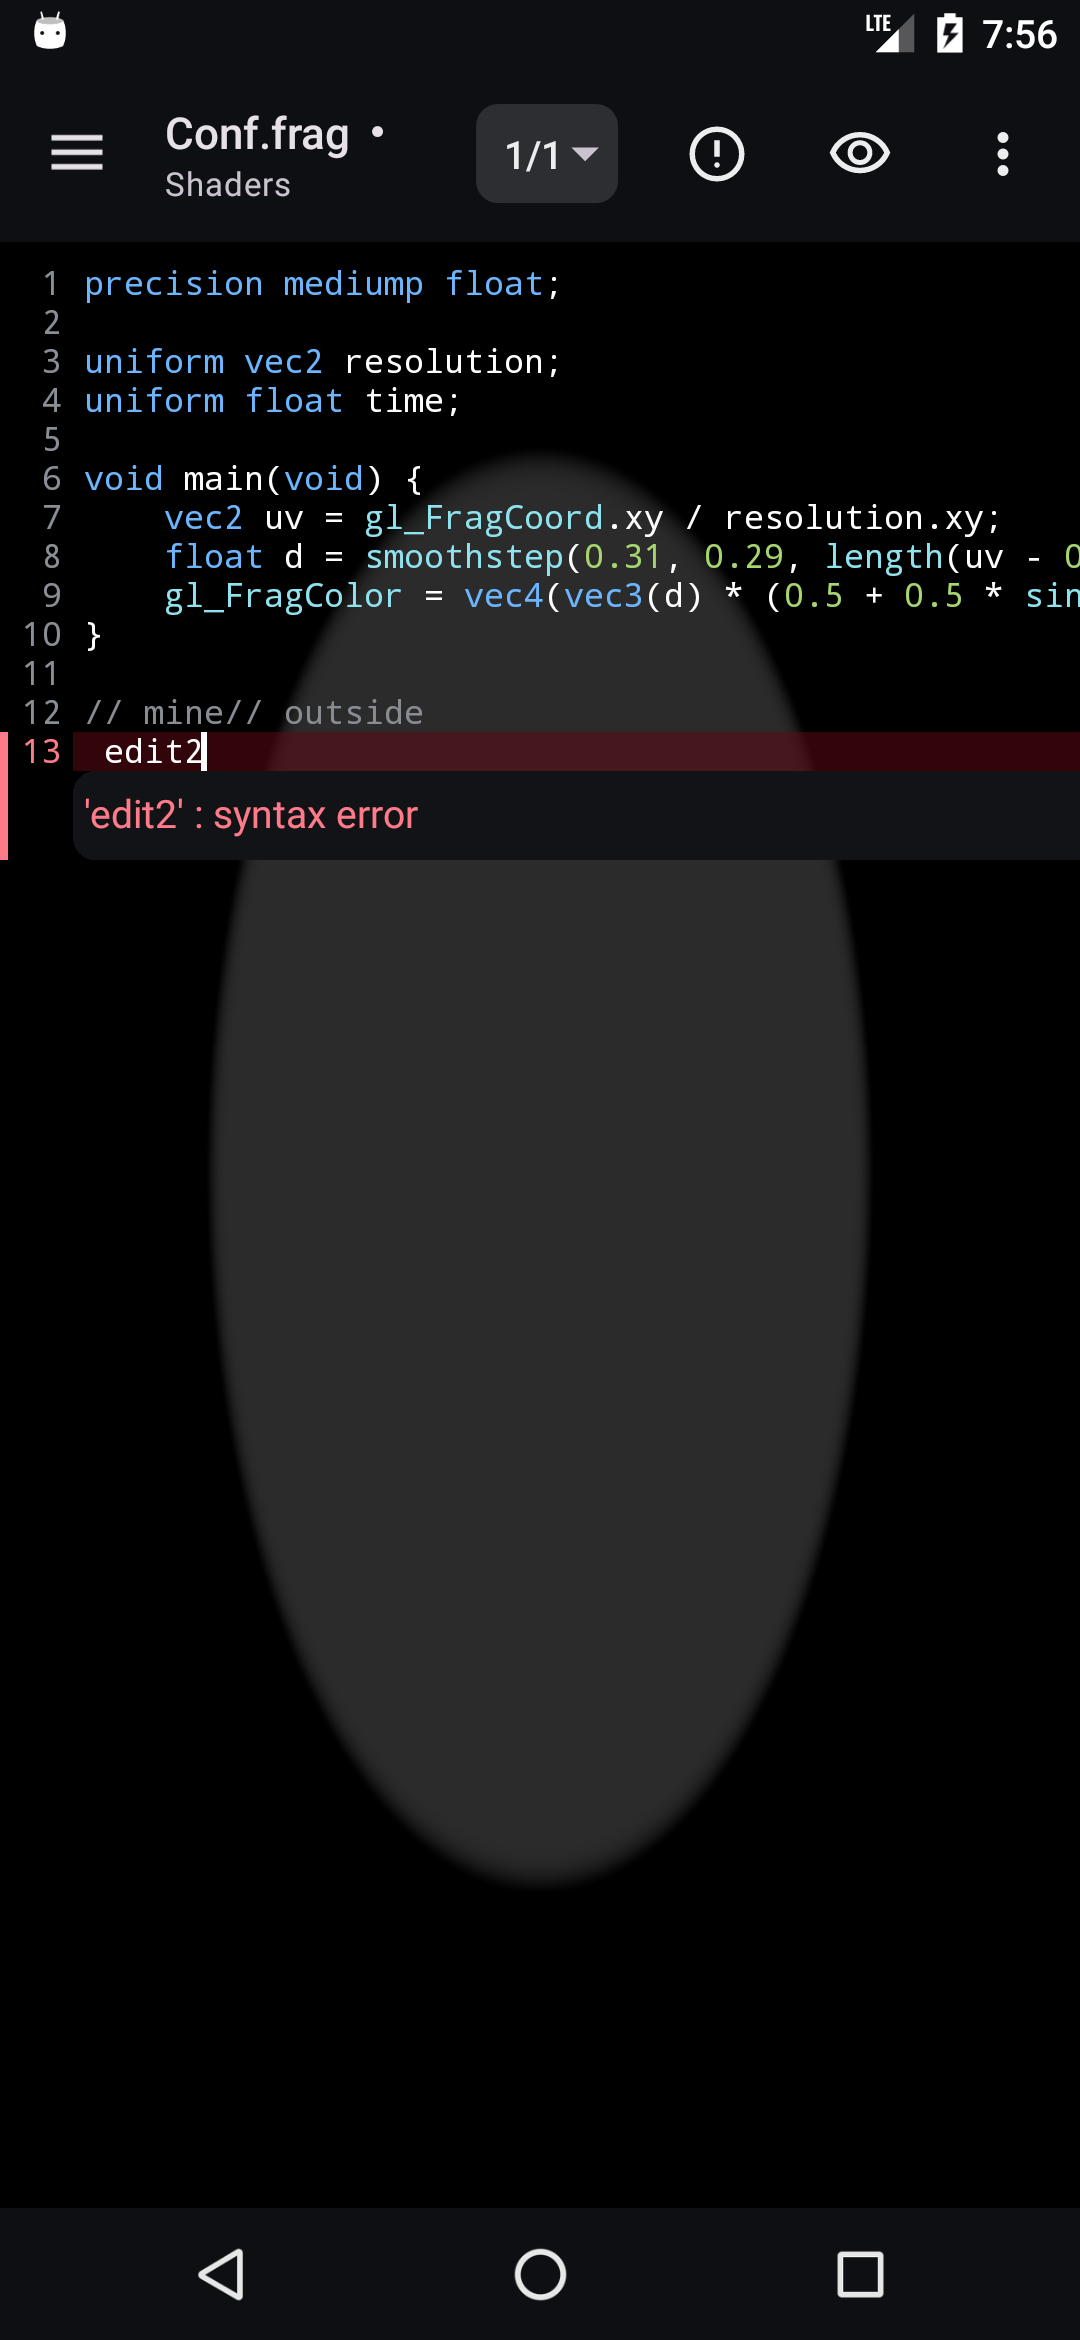 LTE 7:56
Conf.frag •
Shaders
1/1
1 precision mediump float;
2
3 uniform vec2 resolution;
4 uniform float time;
5
6 void main(void) {
7     vec2 uv = gl_FragCoord.xy / resolution.xy;
8     float d = smoothstep(0.31, 0.29, length(uv - 0
9     gl_FragColor = vec4(vec3(d) * (0.5 + 0.5 * sin
10 }
11
12 // mine// outside
13  edit2
'edit2' : syntax error